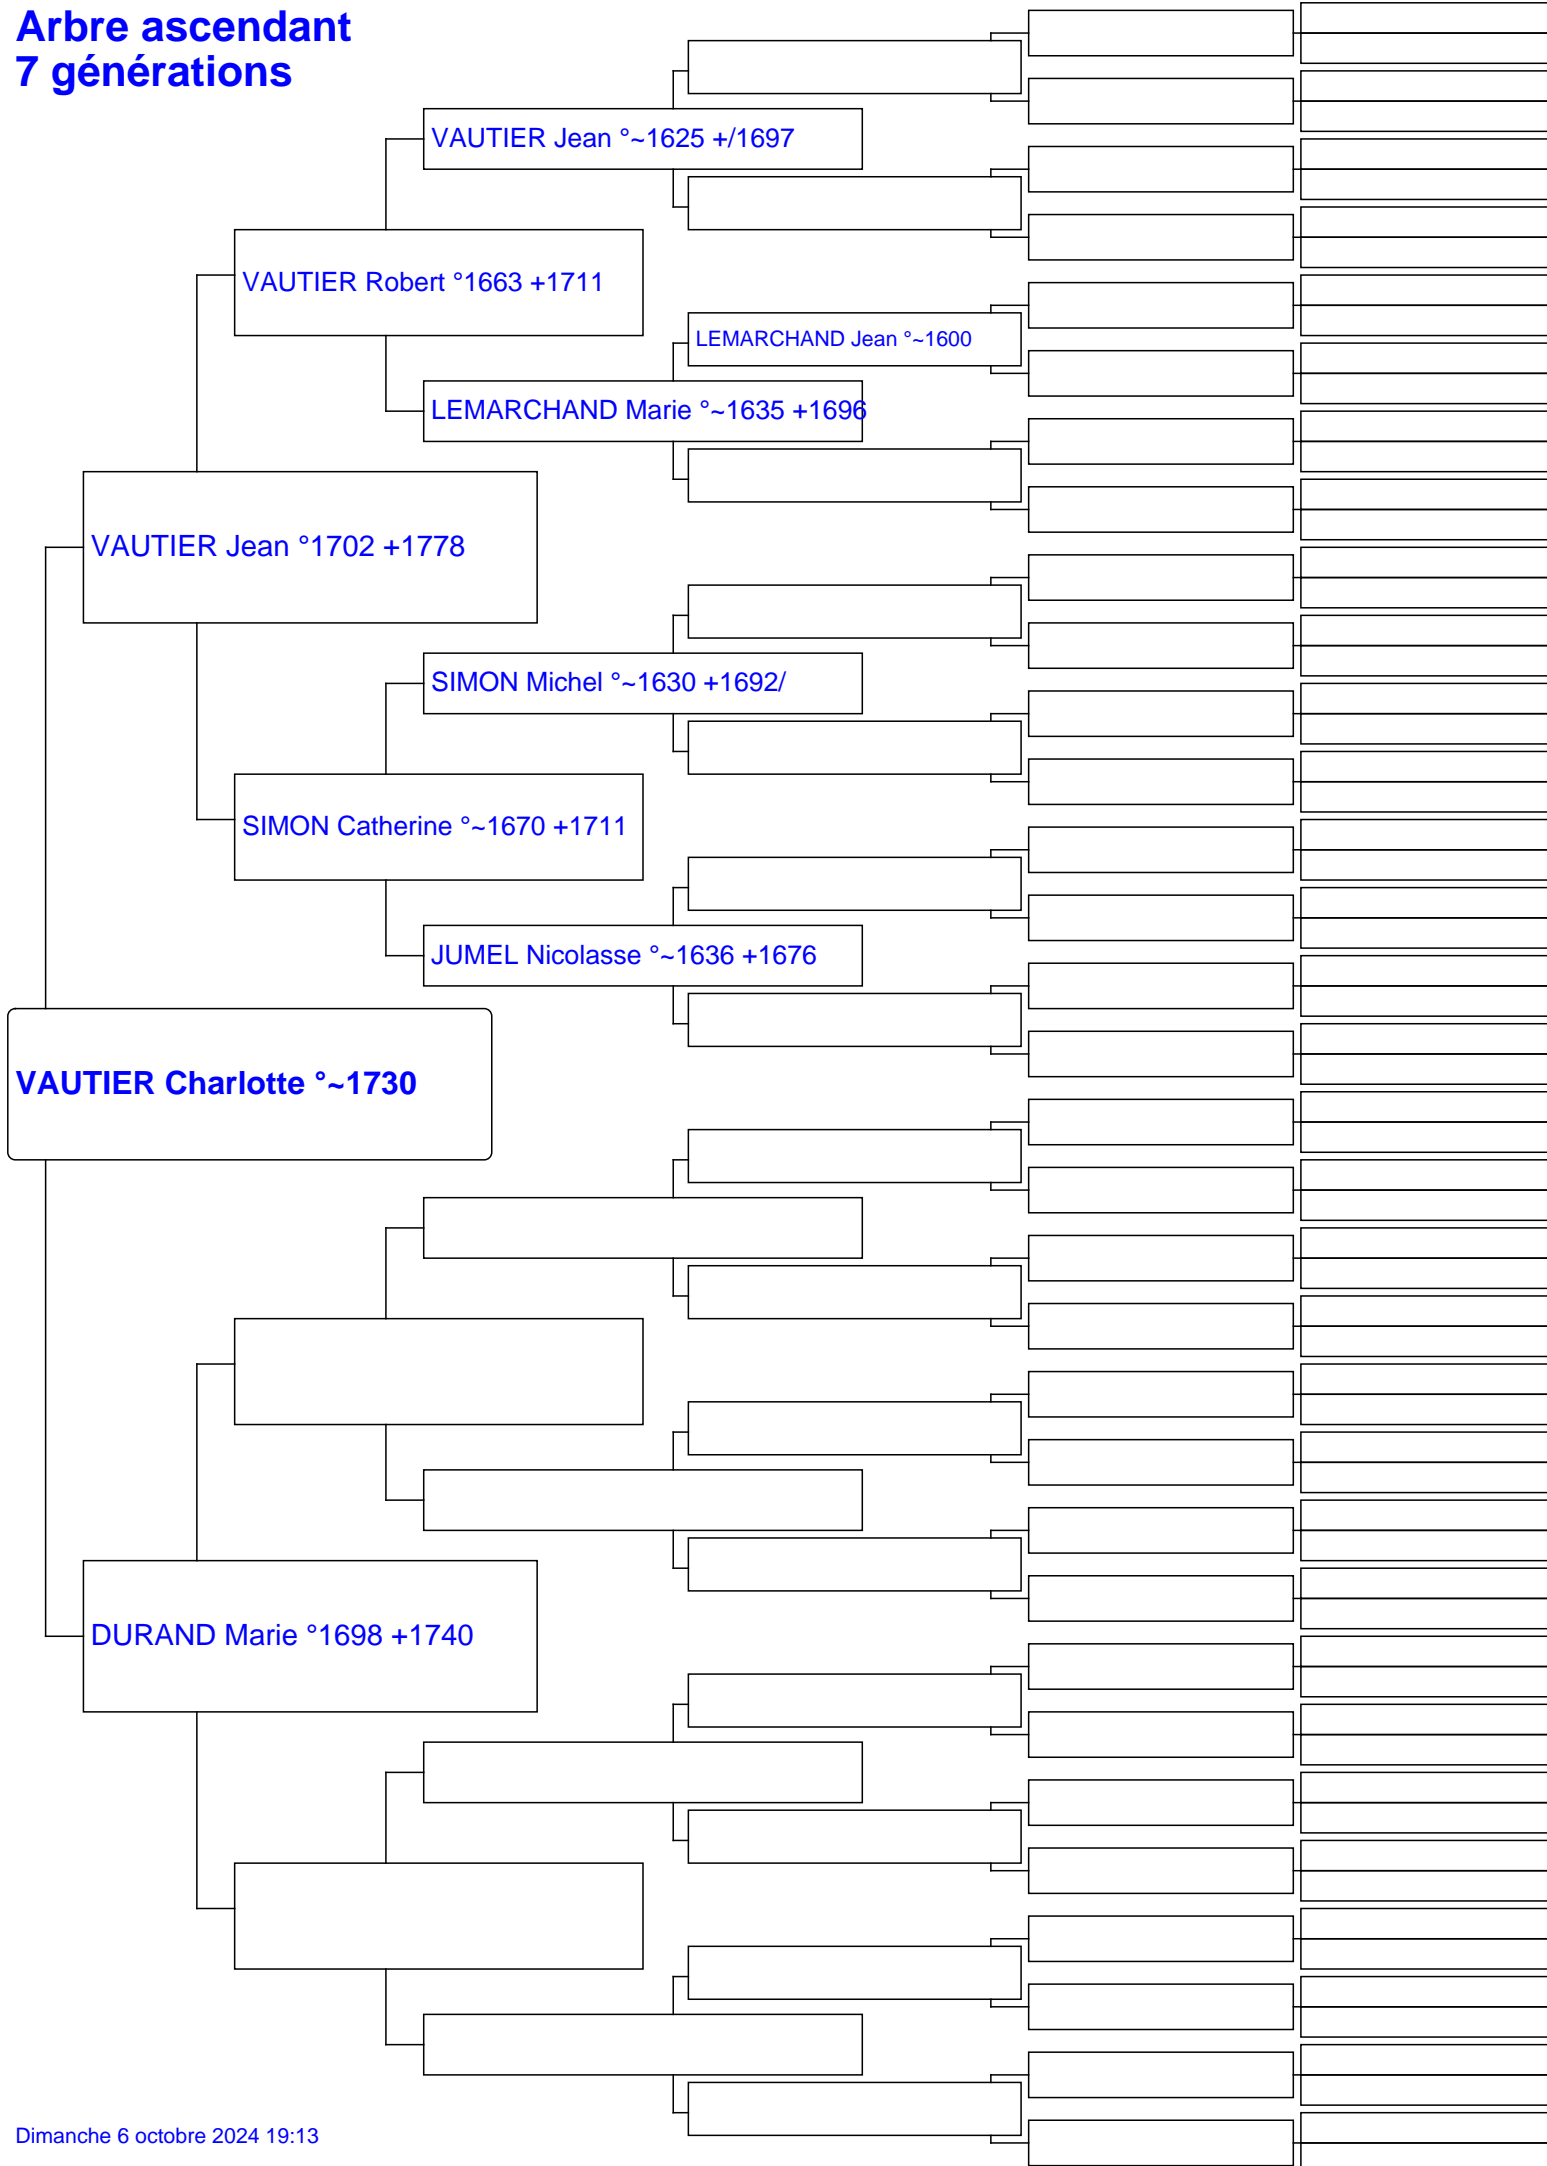 Arbre ascendant
7 générations
VAUTIER Jean °~1625 +/1697
VAUTIER Robert °1663 +1711
LEMARCHAND Jean °~1600
LEMARCHAND Marie °~1635 +1696
VAUTIER Jean °1702 +1778
SIMON Michel °~1630 +1692/
SIMON Catherine °~1670 +1711
JUMEL Nicolasse °~1636 +1676
VAUTIER Charlotte °~1730
DURAND Marie °1698 +1740
Dimanche 6 octobre 2024 19:13